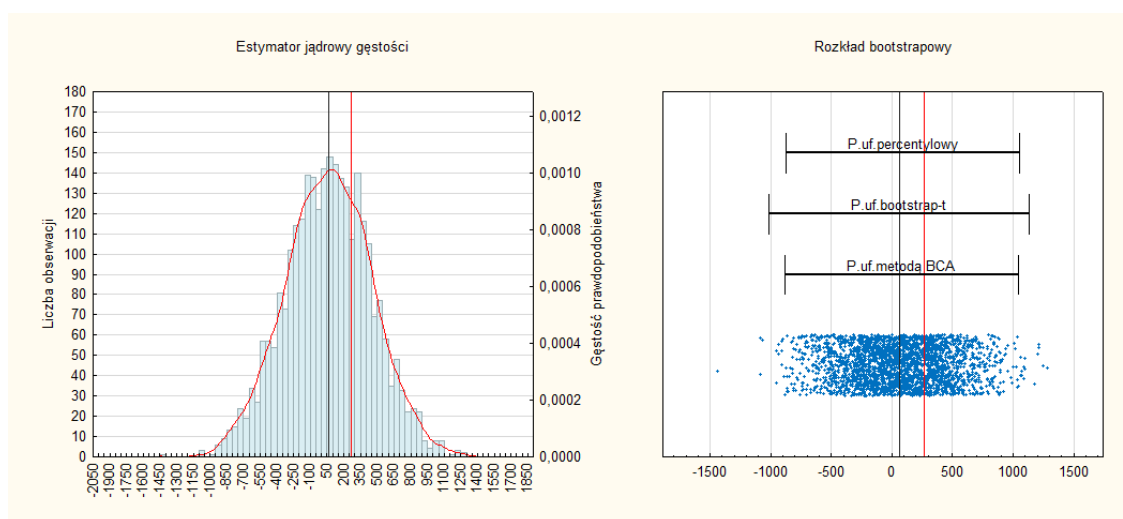 Estymator jądrowy gęstości
Rozkład bootstrapowy
180
170
160
150
140
130
120
110
100
90
80
70
60
50
40
30
20
10
0
Liczba obserwacji
0,0012
0,0010
0,0008
0,0006
0,0004
0,0002
0,0000
Gęstość prawdopodobieństwa
-2050 -1900 -1750 -1600 -1450 -1300 -1150 -1000 -850 -700 -550 -400 -250 -100 50 200 350 500 650 800 950 1100 1250 1400 1550 1700 1850
P.uf.percentylowy
P.uf.bootstrap-t
P.uf.metodą BCA
-1500 -1000 -500 0 500 1000 1500